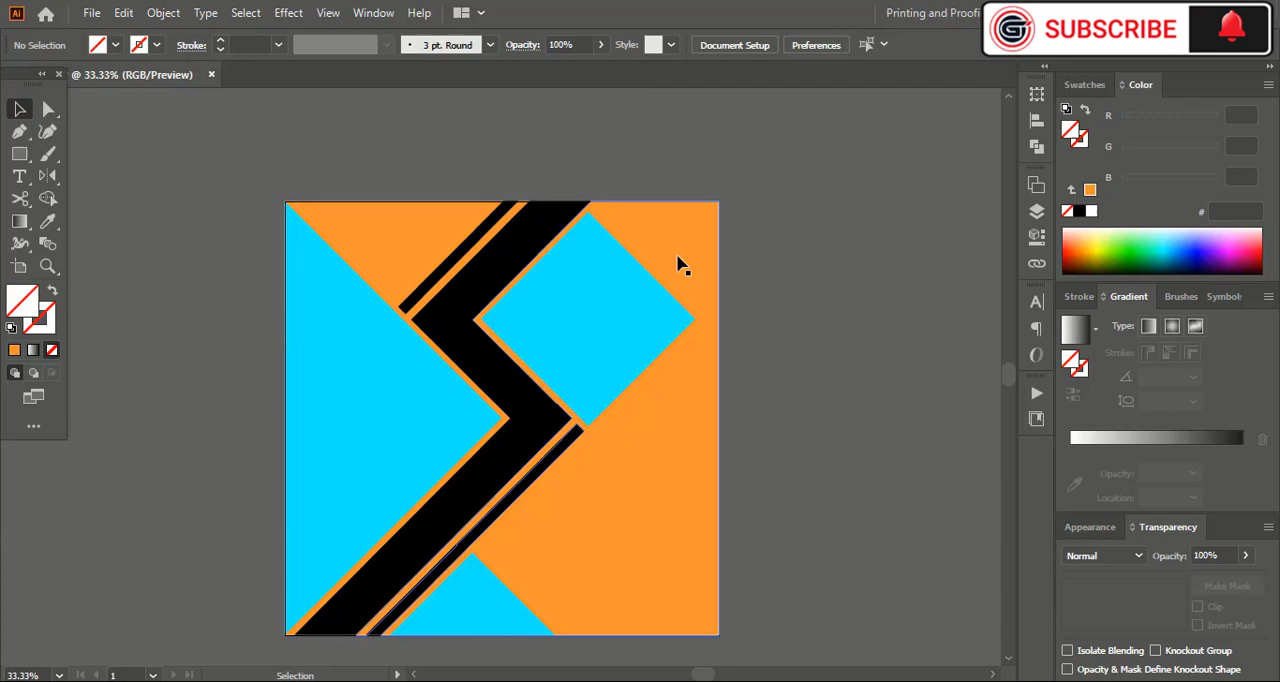 Ai File Edit Object Type Select Effect View Window Help Printing and Proofi
SUBSCRIBE
No Selection Stroke: 3 pt. Round Opacity: 100% Style: Document Setup Preferences
@ 33.33% (RGB/Preview)
Swatches Color
R
G
B
#
Stroke Gradient Brushes Symbol:
Type:
Stroke:
Opacity:
Location:
Appearance Transparency
Normal Opacity: 100%
Make Mask
Clip
Invert Mask
Isolate Blending Knockout Group
Opacity & Mask Define Knockout Shape
33.33% 1 Selection